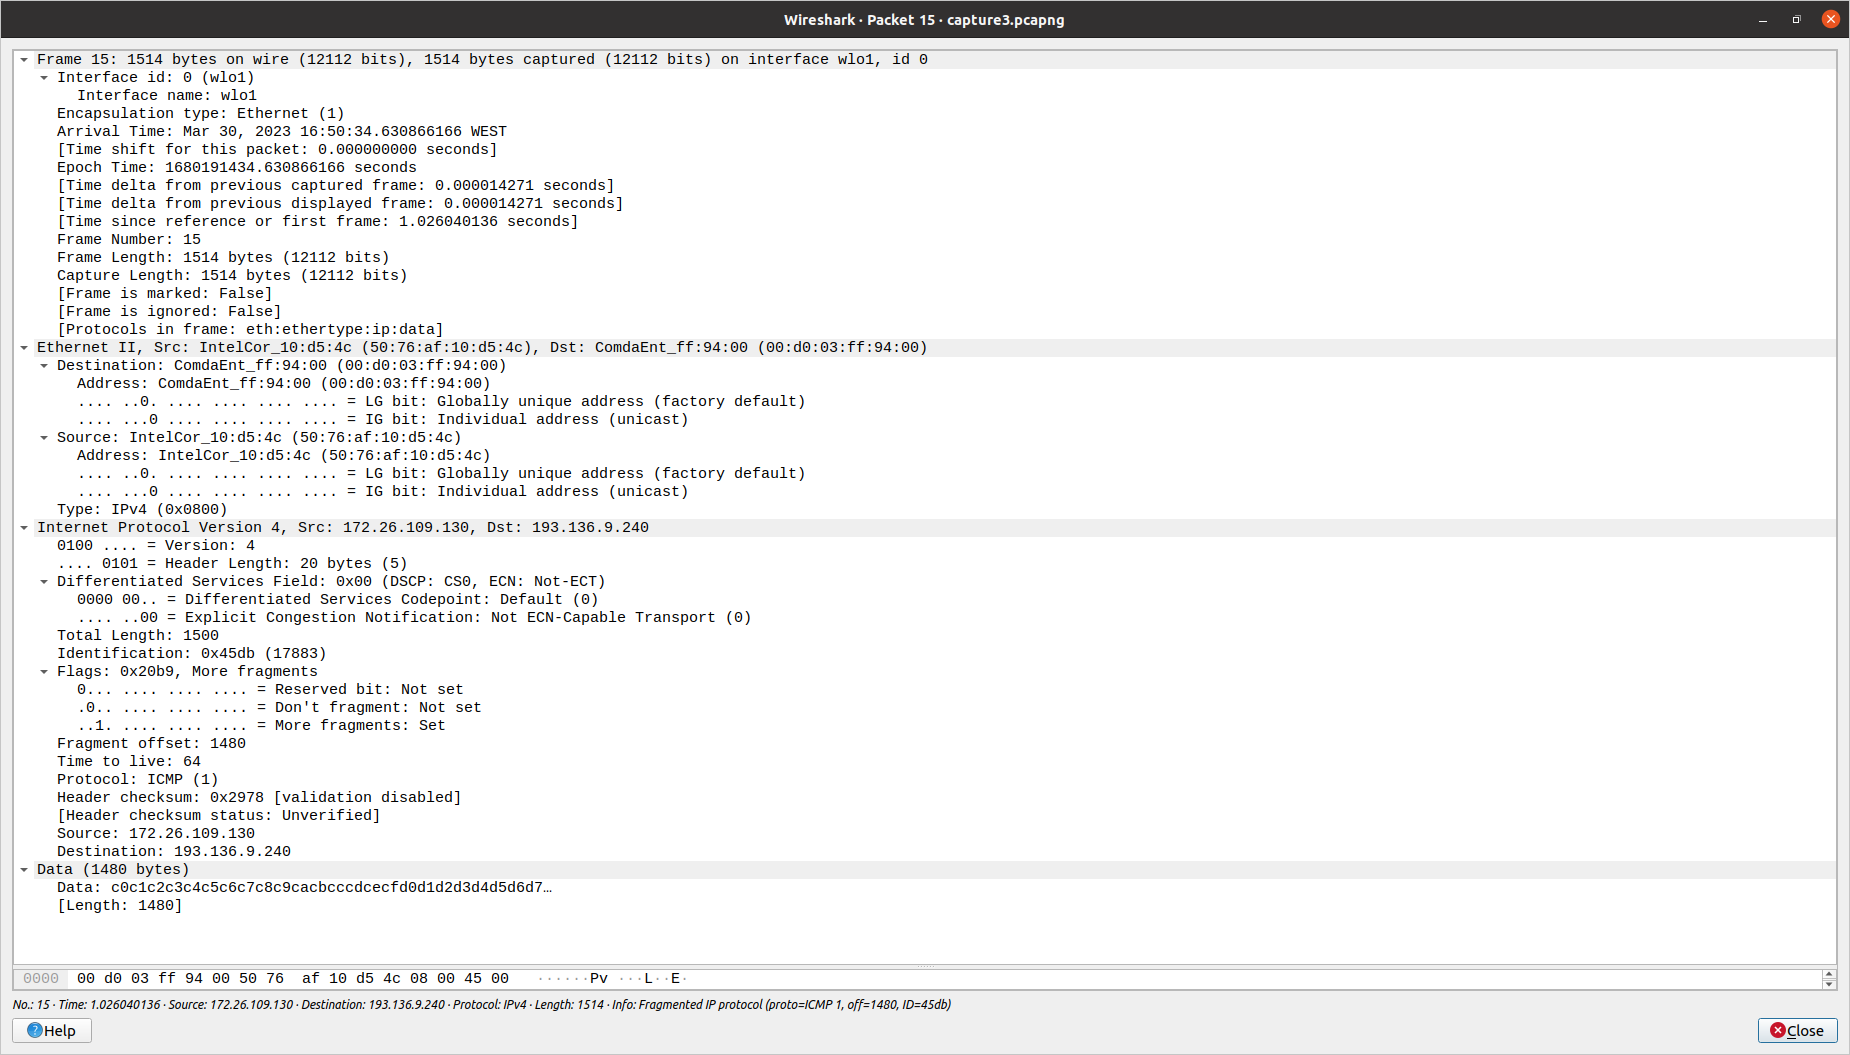 Wireshark · Packet 15 · capture3.pcapng
Frame 15: 1514 bytes on wire (12112 bits), 1514 bytes captured (12112 bits) on interface wlo1, id 0
Interface id: 0 (wlo1)
Interface name: wlo1
Encapsulation type: Ethernet (1)
Arrival Time: Mar 30, 2023 16:50:34.630866166 WEST
[Time shift for this packet: 0.000000000 seconds]
Epoch Time: 1680191434.630866166 seconds
[Time delta from previous captured frame: 0.000014271 seconds]
[Time delta from previous displayed frame: 0.000014271 seconds]
[Time since reference or first frame: 1.026040136 seconds]
Frame Number: 15
Frame Length: 1514 bytes (12112 bits)
Capture Length: 1514 bytes (12112 bits)
[Frame is marked: False]
[Frame is ignored: False]
[Protocols in frame: eth:ethertype:ip:data]
Ethernet II, Src: IntelCor_10:d5:4c (50:76:af:10:d5:4c), Dst: ComdaEnt_ff:94:00 (00:d0:03:ff:94:00)
Destination: ComdaEnt_ff:94:00 (00:d0:03:ff:94:00)
Address: ComdaEnt_ff:94:00 (00:d0:03:ff:94:00)
.... ..0. .... .... .... .... = LG bit: Globally unique address (factory default)
.... ...0 .... .... .... .... = IG bit: Individual address (unicast)
Source: IntelCor_10:d5:4c (50:76:af:10:d5:4c)
Address: IntelCor_10:d5:4c (50:76:af:10:d5:4c)
.... ..0. .... .... .... .... = LG bit: Globally unique address (factory default)
.... ...0 .... .... .... .... = IG bit: Individual address (unicast)
Type: IPv4 (0x0800)
Internet Protocol Version 4, Src: 172.26.109.130, Dst: 193.136.9.240
0100 .... = Version: 4
.... 0101 = Header Length: 20 bytes (5)
Differentiated Services Field: 0x00 (DSCP: CS0, ECN: Not-ECT)
0000 00.. = Differentiated Services Codepoint: Default (0)
.... ..00 = Explicit Congestion Notification: Not ECN-Capable Transport (0)
Total Length: 1500
Identification: 0x45db (17883)
Flags: 0x20b9, More fragments
0... .... .... .... = Reserved bit: Not set
.0.. .... .... .... = Don't fragment: Not set
..1. .... .... .... = More fragments: Set
Fragment offset: 1480
Time to live: 64
Protocol: ICMP (1)
Header checksum: 0x2978 [validation disabled]
[Header checksum status: Unverified]
Source: 172.26.109.130
Destination: 193.136.9.240
Data (1480 bytes)
Data: c0c1c2c3c4c5c6c7c8c9cacbcccdcecfd0d1d2d3d4d5d6d7…
[Length: 1480]
0000 00 d0 03 ff 94 00 50 76 af 10 d5 4c 08 00 45 00 ······Pv ···L··E·
No.: 15 · Time: 1.026040136 · Source: 172.26.109.130 · Destination: 193.136.9.240 · Protocol: IPv4 · Length: 1514 · Info: Fragmented IP protocol (proto=ICMP 1, off=1480, ID=45db)
Help
Close